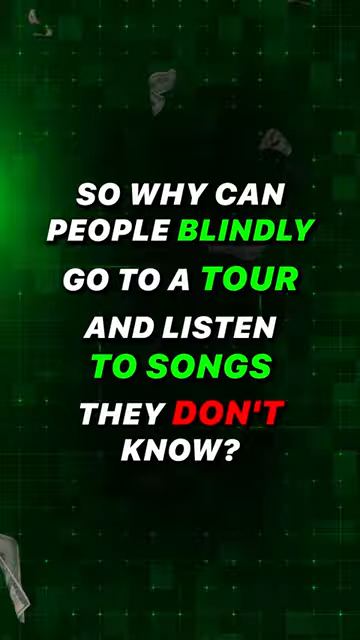 SO WHY CAN
PEOPLE BLINDLY
GO TO A TOUR
AND LISTEN
TO SONGS
THEY DON'T
KNOW?